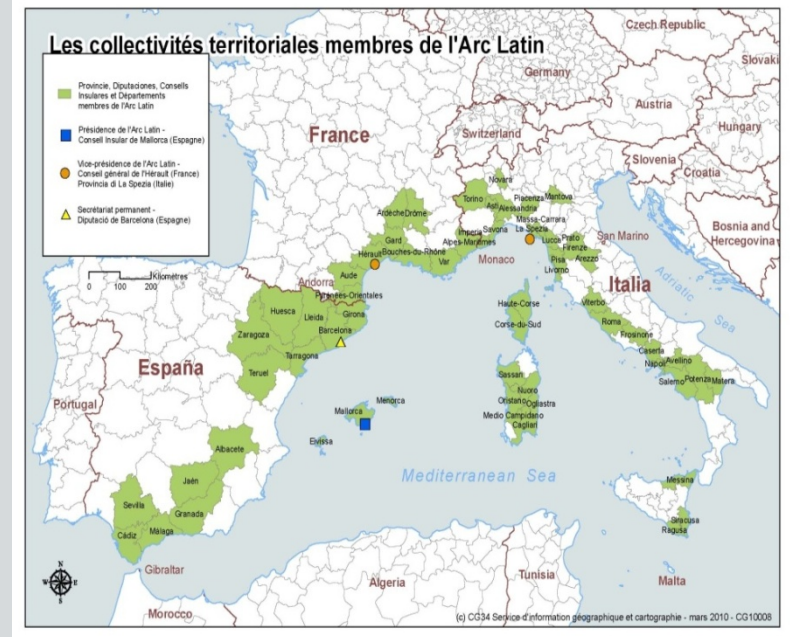 Les collectivités territoriales membres de l'Arc Latin
Provincie, Diputaciones, Consells
Insulares et Départements
membres de l'Arc Latin
Présidence de l'Arc Latin -
Consell Insular de Mallorca (Espagne)
Vice-présidence de l'Arc Latin -
Conseil général de l'Hérault (France)
Provincia di La Spezia (Italie)
Sécrétariat permanent -
Diputació de Barcelona (Espagne)
0 100 200 Kilomètres
Czech Republic
Slovaki
Germany
Austria
France
Switzerland
Hungary
Slovenia
Croatia
Novara
Torino
Piacenza
Mantova
Asti
Alessandria
Bosnia and
Hercegovina
Ardèche
Drôme
Massa-Carrara
Imperia
Savona
La Spezia
San Marino
Gard
Alpes-Maritimes
Lucca
Prato
Firenze
Hérault
Bouches-du-Rhône
Var
Monaco
Pisa
Arezzo
Livorno
Aude
Andorra
Pyrénées-Orientales
Italia
Adriatic Sea
Huesca
Lleida
Girona
Haute-Corse
Viterbo
Corse-du-Sud
Roma
Zaragoza
Barcelona
Frosinone
Tarragona
Caserta
Napoli
Avellino
España
Teruel
Sassari
Salerno
Potenza
Matara
Nuoro
Portugal
Menorca
Oristano
Ogliastra
Mallorca
Medio Campidano
Cagliari
Eivissa
Albacete
Mediterranean Sea
Jaén
Messina
Sevilla
Granada
Siracusa
Cádiz
Málaga
Ragusa
N
W
E
S
Gibraltar
Algeria
Tunisia
Malta
Morocco
(c) CG34 Service d'information géographique et cartographie - mars 2010 - CG10008